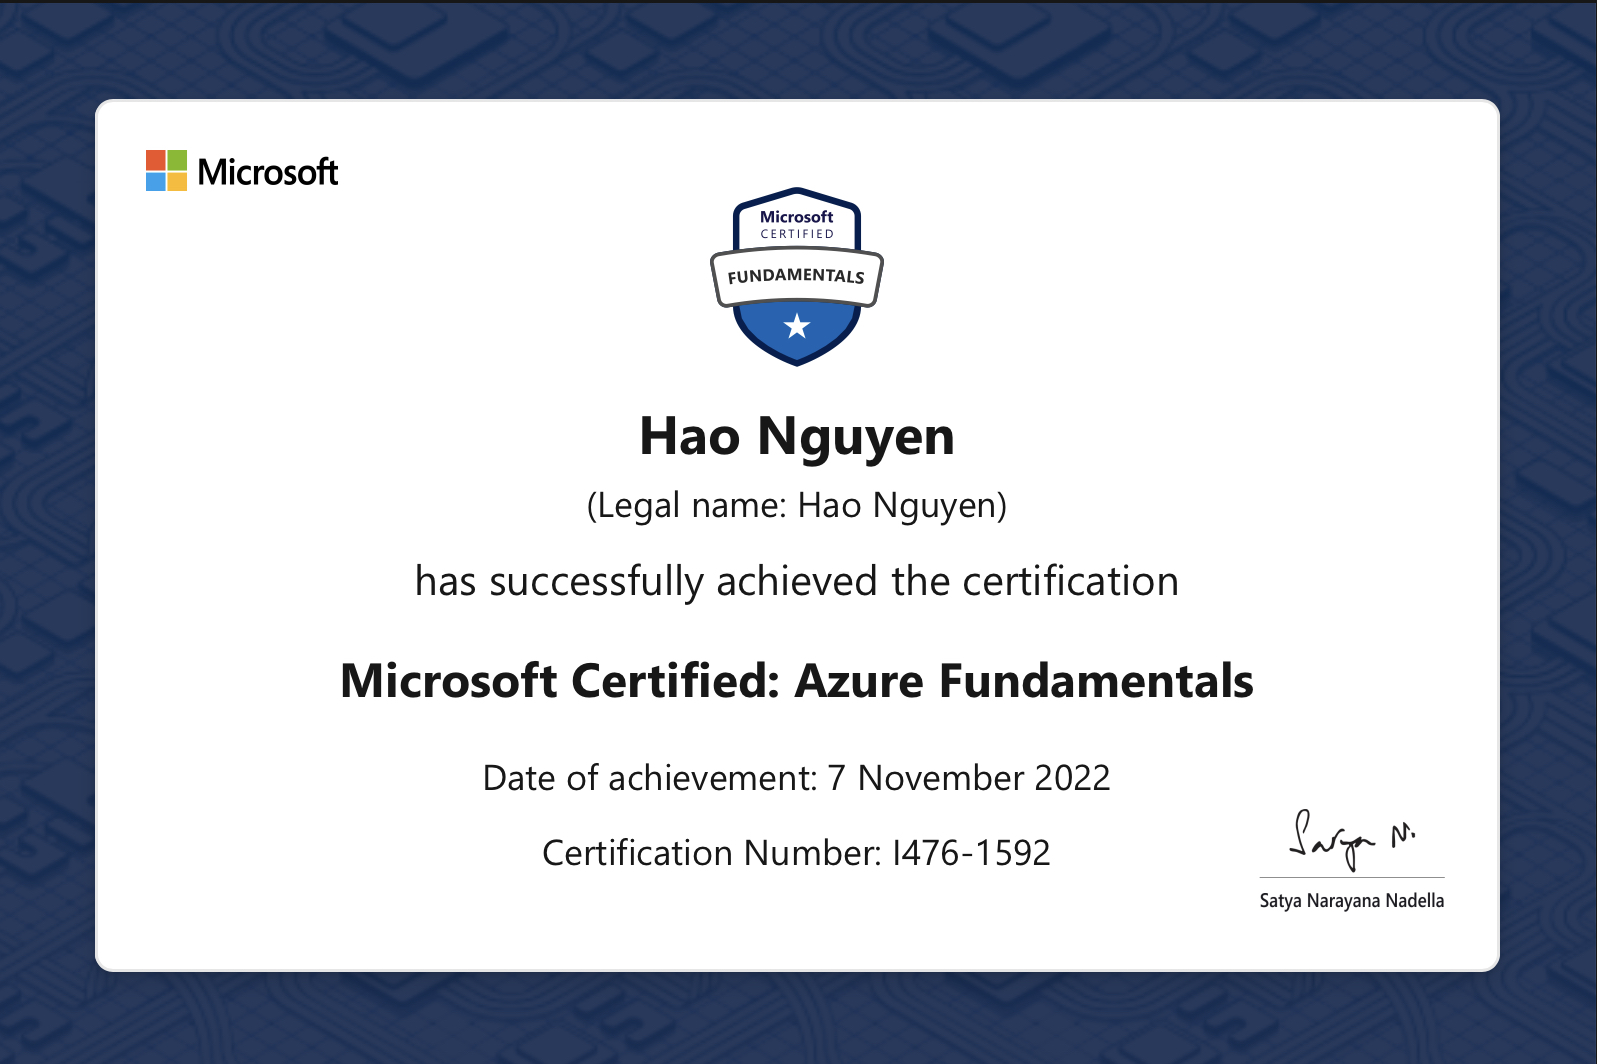 Microsoft
Microsoft
CERTIFIED
FUNDAMENTALS
Hao Nguyen
(Legal name: Hao Nguyen)
has successfully achieved the certification
Microsoft Certified: Azure Fundamentals
Date of achievement: 7 November 2022
Certification Number: I476-1592
Satya N.
Satya Narayana Nadella